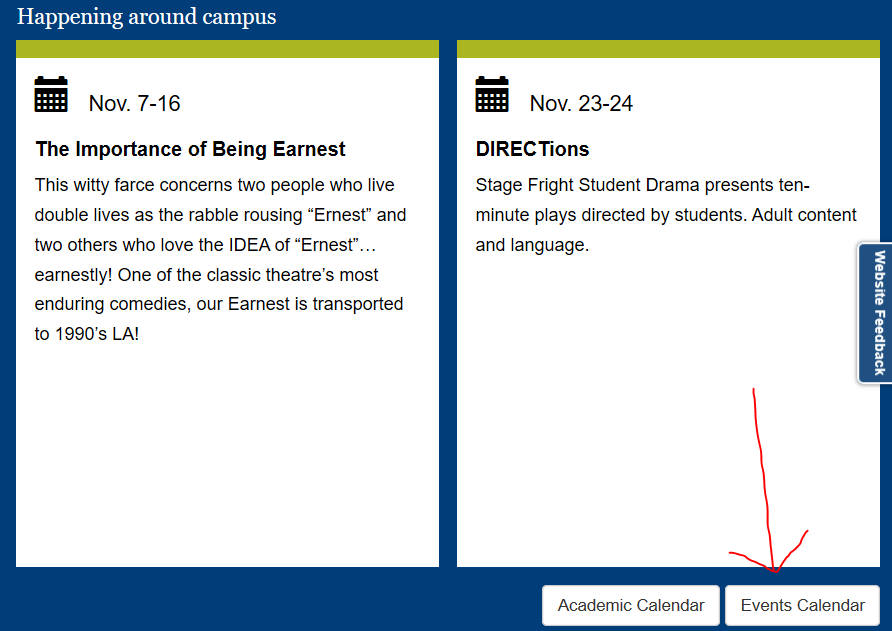 Happening around campus
Nov. 7-16
The Importance of Being Earnest
This witty farce concerns two people who live
double lives as the rabble rousing “Ernest” and
two others who love the IDEA of “Ernest”…
earnestly! One of the classic theatre’s most
enduring comedies, our Earnest is transported
to 1990’s LA!
Nov. 23-24
DIRECTions
Stage Fright Student Drama presents ten-
minute plays directed by students. Adult content
and language.
Website Feedback
Academic Calendar
Events Calendar